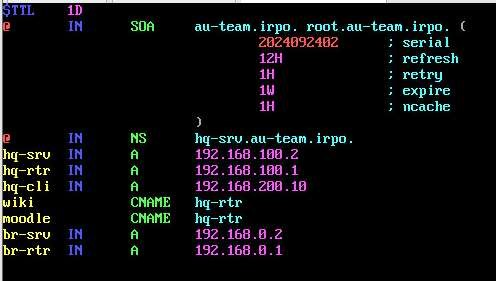 $TTL 1D
@ IN SOA au-team.irpo. root.au-team.irpo. (
2024092402 ; serial
12H ; refresh
1H ; retry
1W ; expire
1H ; ncache
)
@ IN NS hq-srv.au-team.irpo.
hq-srv IN A 192.168.100.2
hq-rtr IN A 192.168.100.1
hq-cli IN A 192.168.200.10
wiki CNAME hq-rtr
moodle CNAME hq-rtr
br-srv IN A 192.168.0.2
br-rtr IN A 192.168.0.1